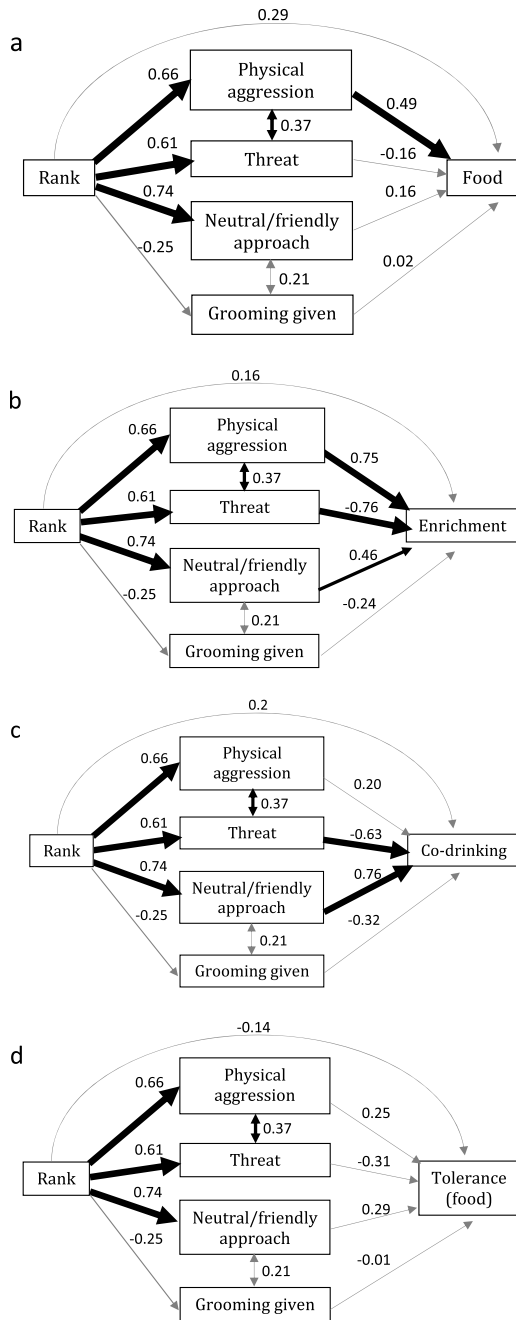 a
0.29
0.66
Physical
aggression
0.49
0.37
0.61
Threat
-0.16
Rank
Food
0.74
0.16
Neutral/friendly
approach
-0.25
0.21
0.02
Grooming given
b
0.16
0.66
Physical
aggression
0.75
0.37
0.61
Threat
-0.76
Rank
Enrichment
0.74
0.46
Neutral/friendly
approach
-0.25
0.21
-0.24
Grooming given
c
0.2
0.66
Physical
aggression
0.20
0.37
0.61
Threat
-0.63
Rank
Co-drinking
0.74
0.76
Neutral/friendly
approach
-0.25
0.21
-0.32
Grooming given
d
-0.14
0.66
Physical
aggression
0.25
0.37
0.61
Threat
-0.31
Rank
Tolerance
(food)
0.74
0.29
Neutral/friendly
approach
-0.25
0.21
-0.01
Grooming given